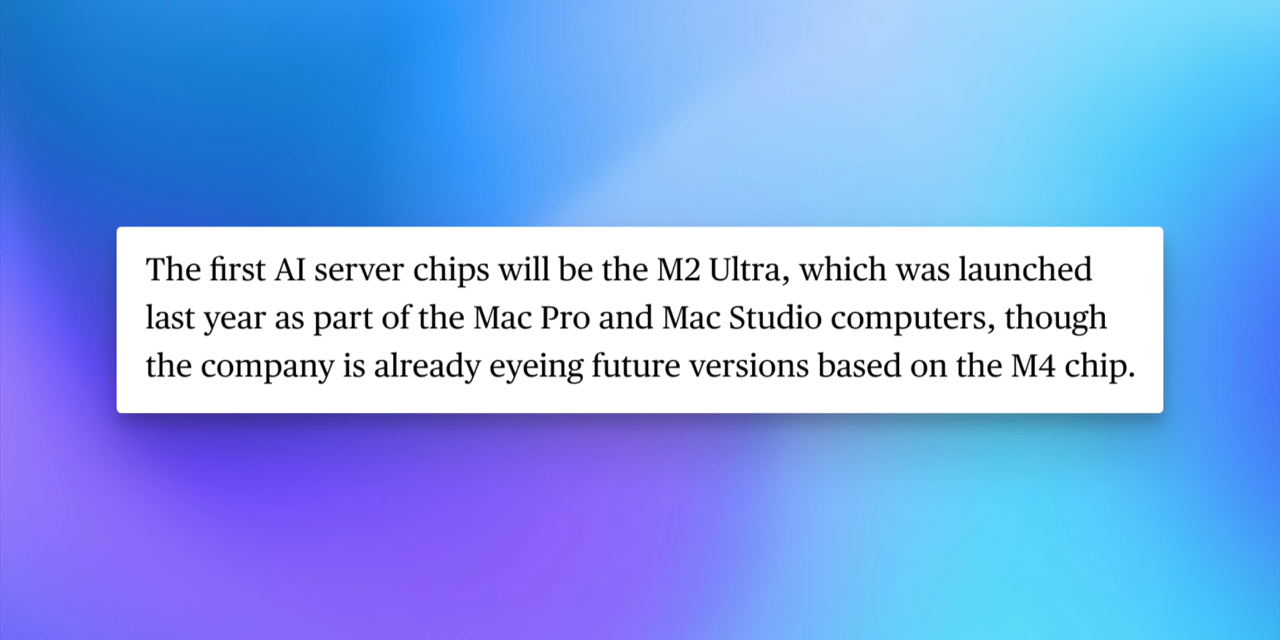 The first AI server chips will be the M2 Ultra, which was launched
last year as part of the Mac Pro and Mac Studio computers, though
the company is already eyeing future versions based on the M4 chip.